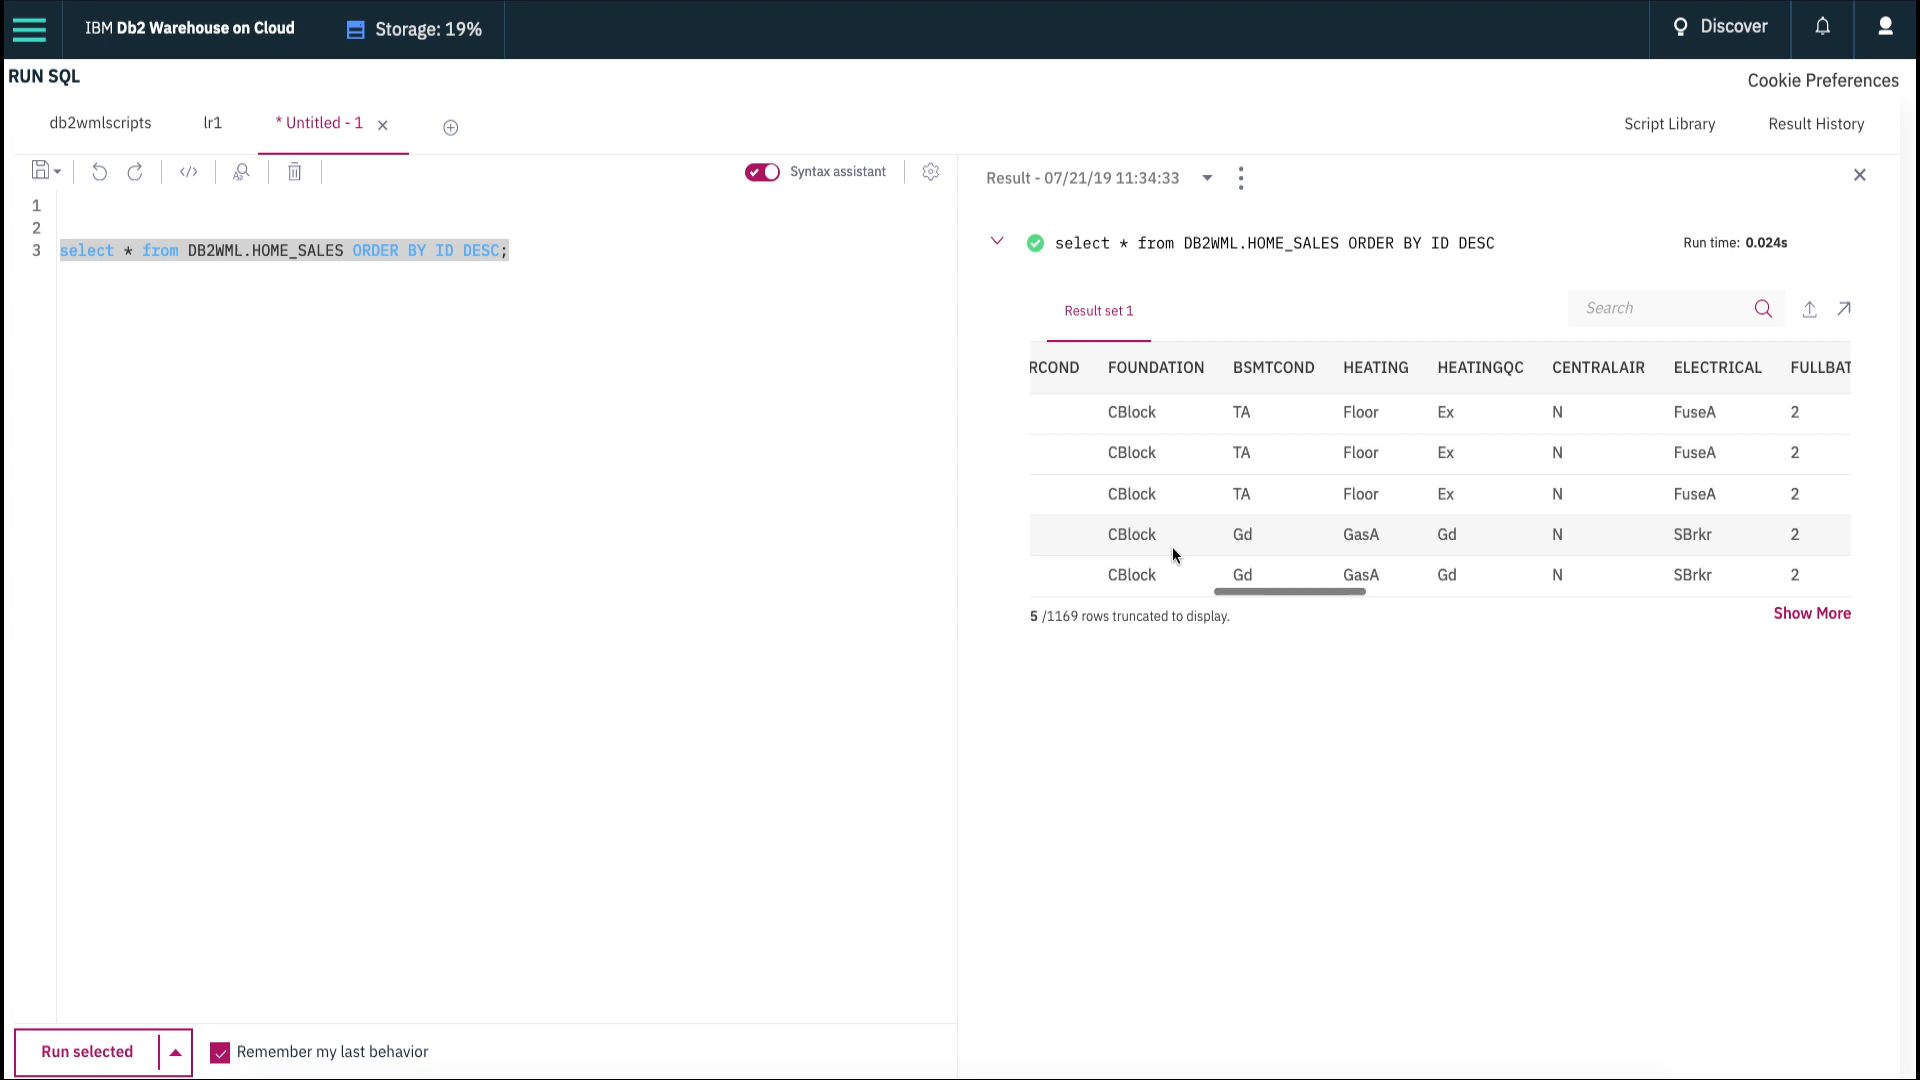 IBM Db2 Warehouse on Cloud
Storage: 19%
Discover
RUN SQL
Cookie Preferences
db2wmlscripts
lr1
* Untitled - 1
Script Library
Result History
</>
Syntax assistant
Result - 07/21/19 11:34:33
1
2
3 select * from DB2WML.HOME_SALES ORDER BY ID DESC;
select * from DB2WML.HOME_SALES ORDER BY ID DESC
Run time: 0.024s
Result set 1
Search
RCOND FOUNDATION BSMTCOND HEATING HEATINGQC CENTRALAIR ELECTRICAL FULLBAT
CBlock TA Floor Ex N FuseA 2
CBlock TA Floor Ex N FuseA 2
CBlock TA Floor Ex N FuseA 2
CBlock Gd GasA Gd N SBrkr 2
CBlock Gd GasA Gd N SBrkr 2
5 /1169 rows truncated to display.
Show More
Run selected
Remember my last behavior